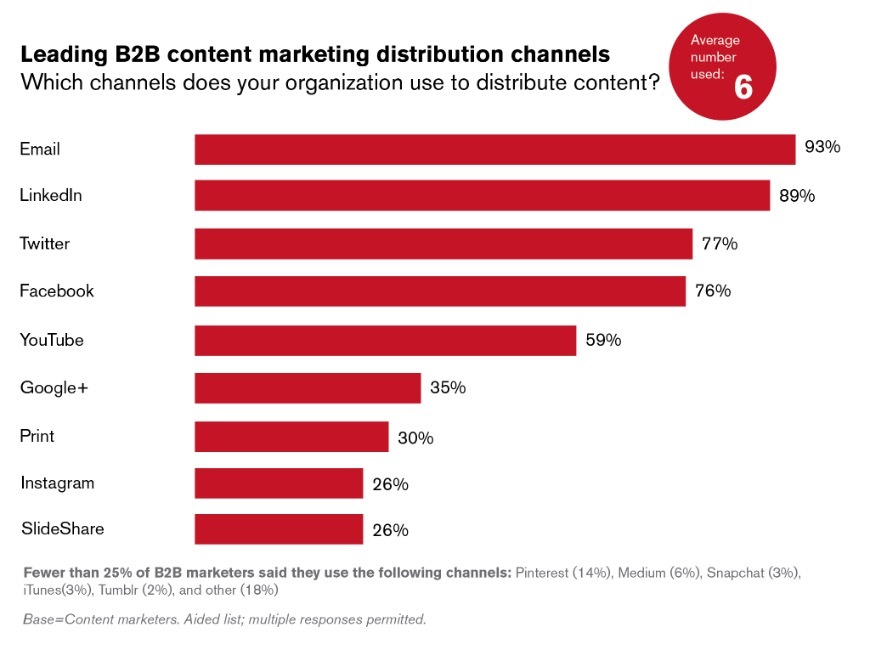 Leading B2B content marketing distribution channels
Which channels does your organization use to distribute content?
Average
number
used: 6
Email 93%
LinkedIn 89%
Twitter 77%
Facebook 76%
YouTube 59%
Google+ 35%
Print 30%
Instagram 26%
SlideShare 26%
Fewer than 25% of B2B marketers said they use the following channels: Pinterest (14%), Medium (6%), Snapchat (3%),
iTunes(3%), Tumblr (2%), and other (18%)
Base=Content marketers. Aided list; multiple responses permitted.